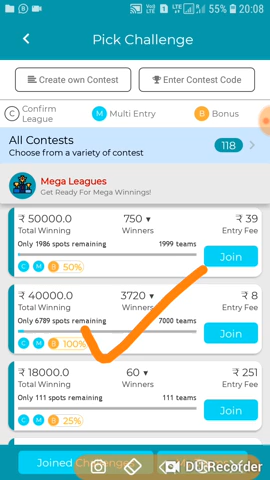 55% 20:08
Pick Challenge
Create own Contest
Enter Contest Code
C Confirm League
M Multi Entry
B Bonus
All Contests
Choose from a variety of contest
118
Mega Leagues
Get Ready For Mega Winnings!
₹ 50000.0 750 ▼ ₹ 39
Total Winning Winners Entry Fee
Only 1986 spots remaining 1999 teams
Join
C M B 50%
₹ 40000.0 3720 ▼ ₹ 8
Total Winning Winners Entry Fee
Only 6789 spots remaining 7000 teams
Join
C M B 100%
₹ 18000.0 60 ▼ ₹ 251
Total Winning Winners Entry Fee
Only 111 spots remaining 111 teams
Join
C M B 25%
Joined
DU Recorder